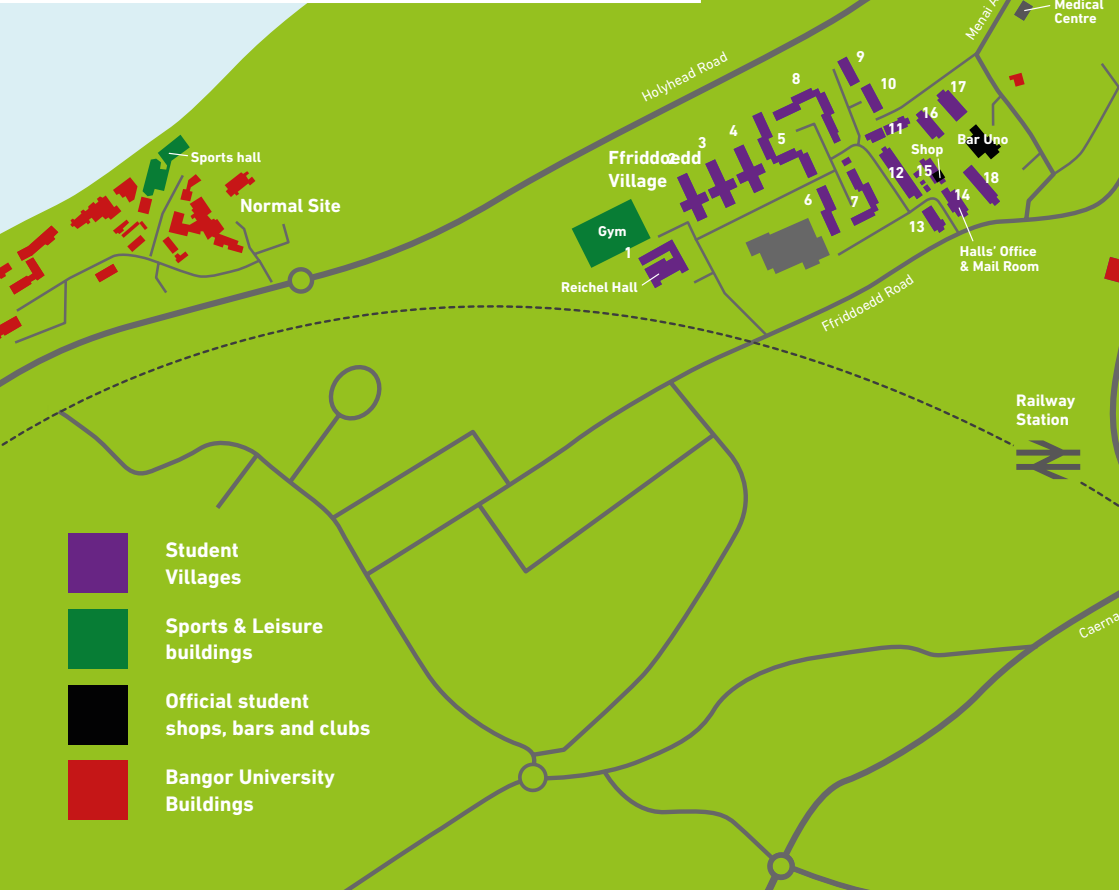 Medical
Centre
Menai A
Holyhead Road
9
8
10
17
16
4
11
3
5
Bar Uno
Shop
Sports hall
Ffriddoedd
2
Village
12
15
18
Normal Site
14
6
7
13
Gym
1
Halls' Office
& Mail Room
Reichel Hall
Ffriddoedd Road
Railway
Station
Student
Villages
Sports & Leisure
buildings
Caerna
Official student
shops, bars and clubs
Bangor University
Buildings